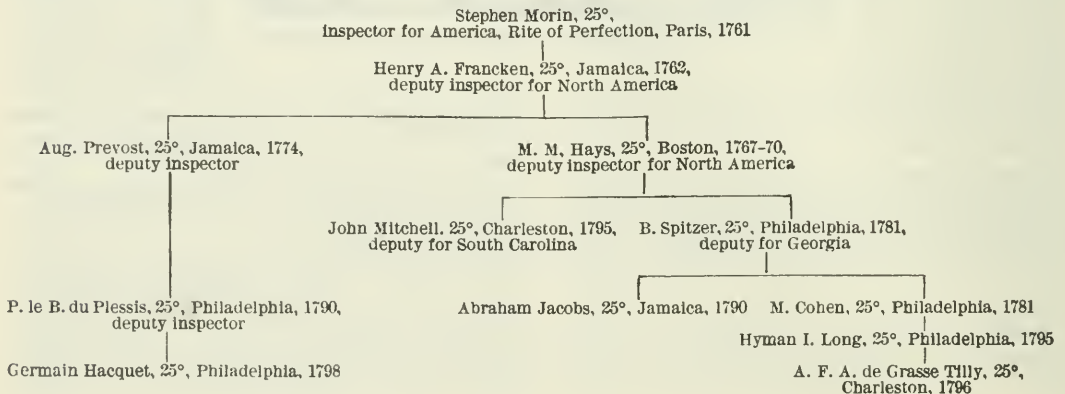 Stephen Morin, 25°,
inspector for America, Rite of Perfection, Paris, 1761
Henry A. Francken, 25°, Jamaica, 1762,
deputy inspector for North America
Aug. Prevost, 25°, Jamaica, 1774,
deputy inspector
M. M, Hays, 25°, Boston, 1767-70,
deputy inspector for North America
John Mitchell. 25°, Charleston, 1795,
deputy for South Carolina
B. Spitzer, 25°, Philadelphia, 1781,
deputy for Georgia
P. le B. du Plessis, 25°, Philadelphia, 1790,
deputy inspector
Abraham Jacobs, 25°, Jamaica, 1790
M. Cohen, 25°, Philadelphia, 1781
Hyman I. Long, 25°, Philadelphia, 1795
Germain Hacquet, 25°, Philadelphia, 1798
A. F. A. de Grasse Tilly, 25°,
Charleston, 1796